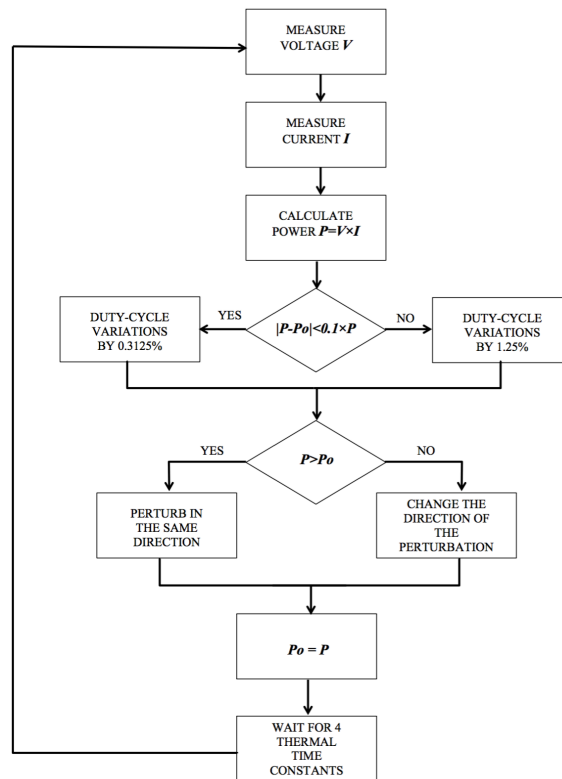 MEASURE
VOLTAGE V
MEASURE
CURRENT I
CALCULATE
POWER P=V×I
|P-Po|<0.1×P
YES
NO
DUTY-CYCLE
VARIATIONS
BY 0.3125%
DUTY-CYCLE
VARIATIONS
BY 1.25%
P>Po
YES
NO
PERTURB IN
THE SAME
DIRECTION
CHANGE THE
DIRECTION OF
THE
PERTURBATION
Po = P
WAIT FOR 4
THERMAL
TIME
CONSTANTS